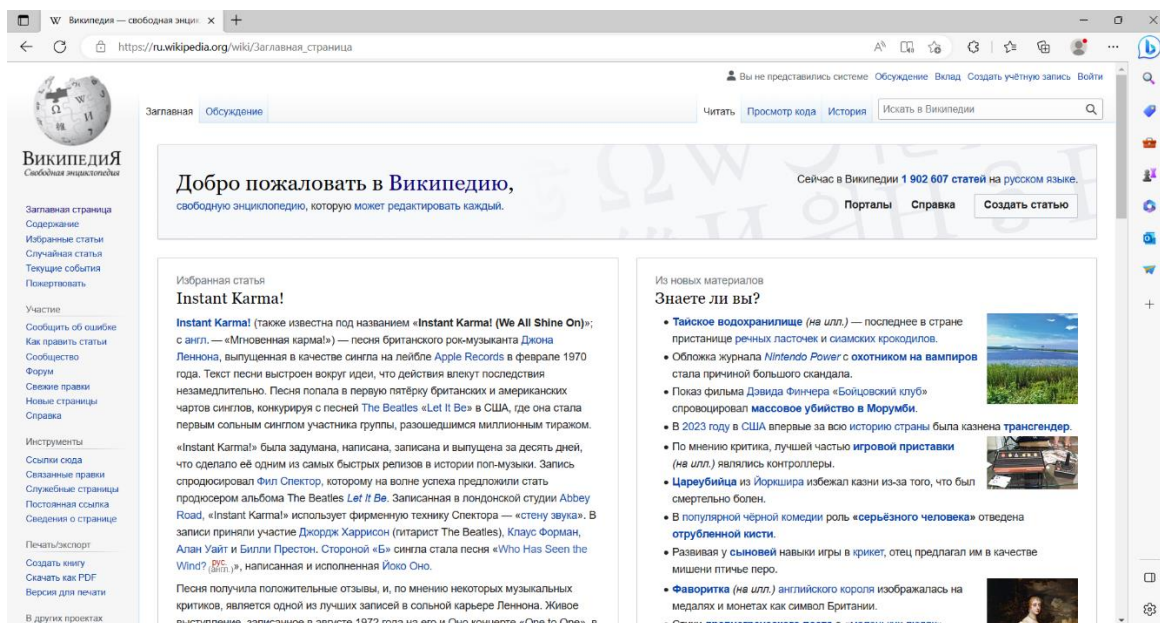 Википедия — свободная энци
https://ru.wikipedia.org/wiki/Заглавная_страница
Вы не представились системе Обсуждение Вклад Создать учётную запись Войти
Заглавная Обсуждение
Читать Просмотр кода История Искать в Википедии
ВикипедиЯ
Свободная энциклопедия
Заглавная страница
Содержание
Избранные статьи
Случайная статья
Текущие события
Пожертвовать
Участие
Сообщить об ошибке
Как править статьи
Сообщество
Форум
Свежие правки
Новые страницы
Справка
Инструменты
Ссылки сюда
Связанные правки
Служебные страницы
Постоянная ссылка
Сведения о странице
Печать/экспорт
Создать книгу
Скачать как PDF
Версия для печати
В других проектах
Добро пожаловать в Википедию,
свободную энциклопедию, которую может редактировать каждый.
Сейчас в Википедии 1 902 607 статей на русском языке.
Порталы Справка Создать статью
Избранная статья
Instant Karma!
Instant Karma! (также известна под названием «Instant Karma! (We All Shine On)»;
с англ. — «Мгновенная карма!») — песня британского рок-музыканта Джона
Леннона, выпущенная в качестве сингла на лейбле Apple Records в феврале 1970
года. Текст песни выстроен вокруг идеи, что действия влекут последствия
незамедлительно. Песня попала в первую пятёрку британских и американских
чартов синглов, конкурируя с песней The Beatles «Let It Be» в США, где она стала
первым сольным синглом участника группы, разошедшимся миллионным тиражом.
«Instant Karma!» была задумана, написана, записана и выпущена за десять дней,
что сделало её одним из самых быстрых релизов в истории поп-музыки. Запись
спродюсировал Фил Спектор, которому на волне успеха предложили стать
продюсером альбома The Beatles Let It Be. Записанная в лондонской студии Abbey
Road, «Instant Karma!» использует фирменную технику Спектора — «стену звука». В
записи приняли участие Джордж Харрисон (гитарист The Beatles), Клаус Форман,
Алан Уайт и Билли Престон. Стороной «Б» сингла стала песня «Who Has Seen the
Wind? (рус. англ.)», написанная и исполненная Йоко Оно.
Песня получила положительные отзывы, и, по мнению некоторых музыкальных
критиков, является одной из лучших записей в сольной карьере Леннона. Живое
выступление, записанное в августе 1972 года на его и Оно концерте «One to One», в
Из новых материалов
Знаете ли вы?
Тайское водохранилище (на илл.) — последнее в стране
пристанище речных ласточек и сиамских крокодилов.
Обложка журнала Nintendo Power с охотником на вампиров
стала причиной большого скандала.
Показ фильма Дэвида Финчера «Бойцовский клуб»
спровоцировал массовое убийство в Морумби.
В 2023 году в США впервые за всю историю страны была казнена трансгендер.
По мнению критика, лучшей частью игровой приставки
(на илл.) являлись контроллеры.
Цареубийца из Йоркшира избежал казни из-за того, что был
смертельно болен.
В популярной чёрной комедии роль «серьёзного человека» отведена
отрубленной кисти.
Развивая у сыновей навыки игры в крикет, отец предлагал им в качестве
мишени птичье перо.
Фаворитка (на илл.) английского короля изображалась на
медалях и монетах как символ Британии.